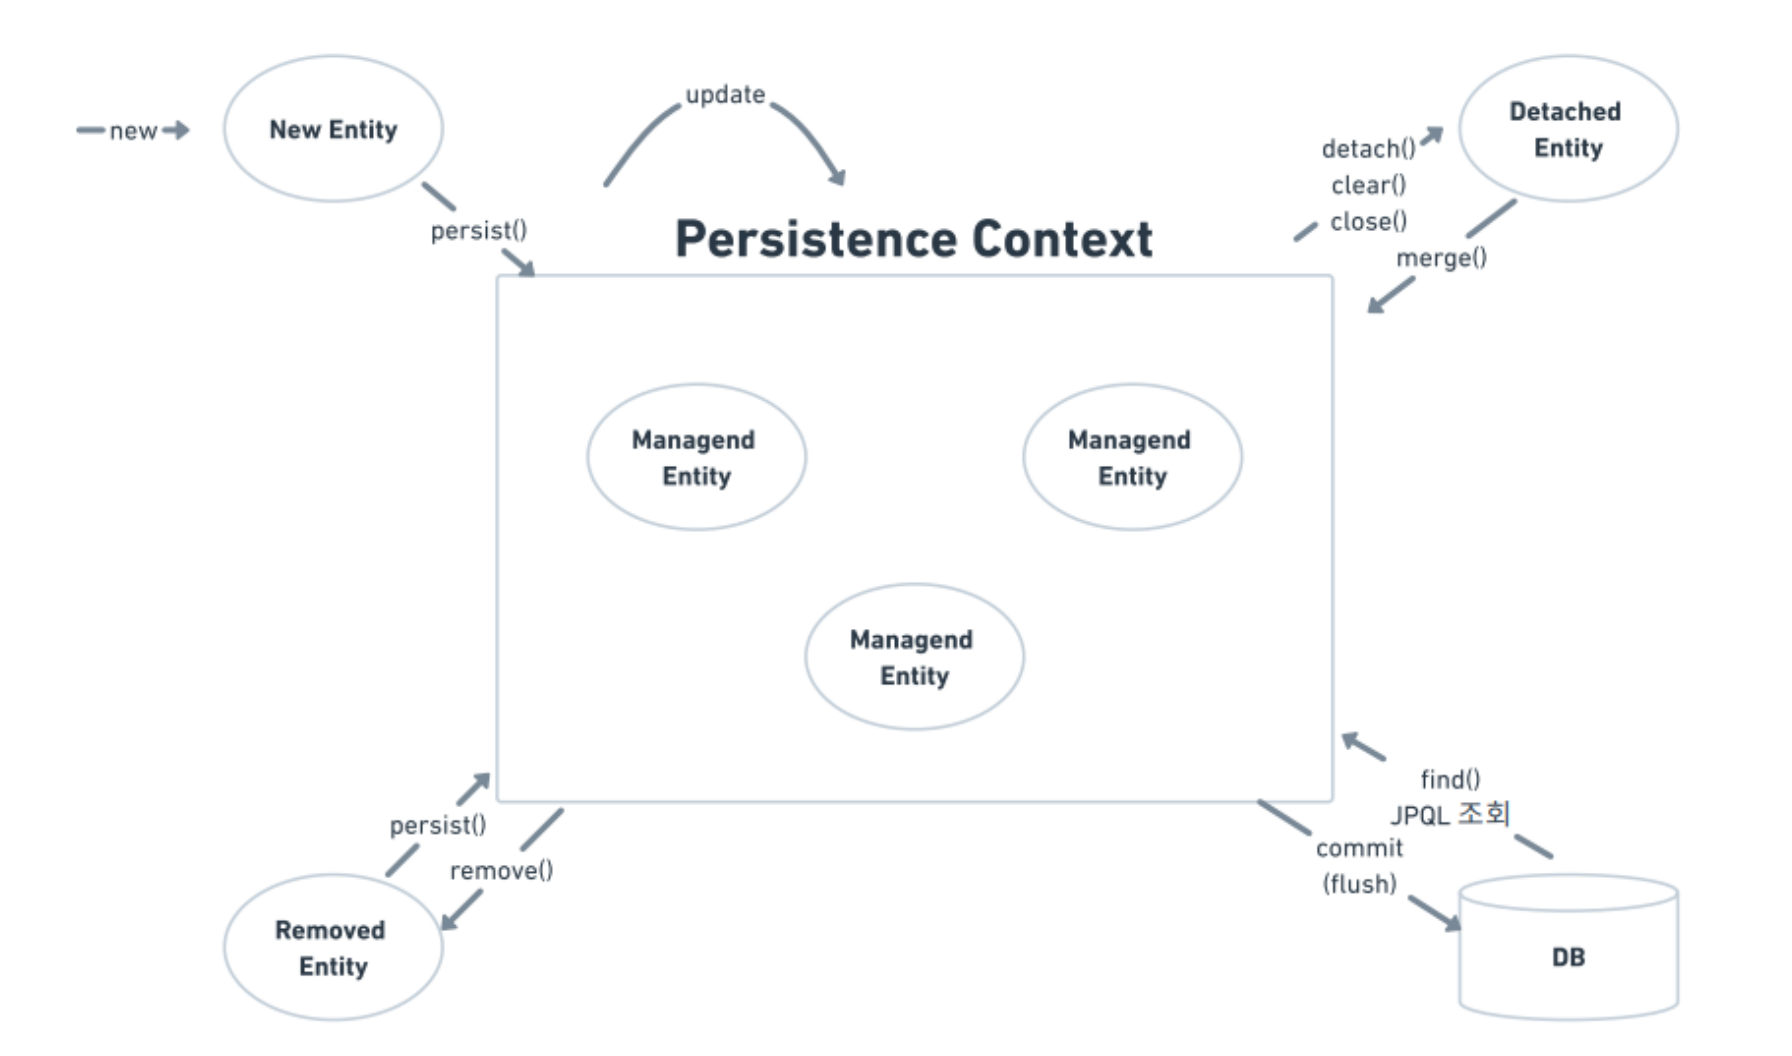 new
New Entity
persist()
update
Persistence Context
detach()
clear()
close()
merge()
Detached
Entity
Managend
Entity
Managend
Entity
Managend
Entity
persist()
remove()
Removed
Entity
find()
JPQL 조회
commit
(flush)
DB